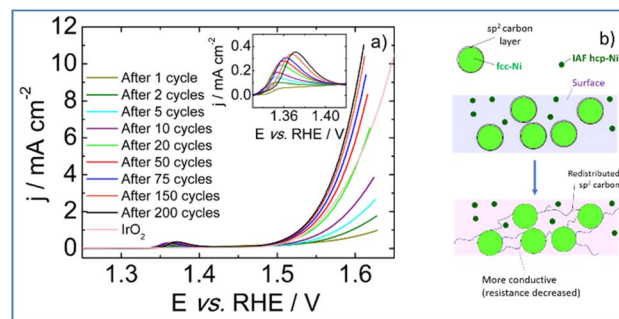 12
10
8
6
4
2
0
j / mA cm⁻²
1.3
1.4
1.5
1.6
E vs. RHE / V
a)
0.4
0.2
0.0
j / mA cm⁻²
1.36
1.40
E vs. RHE / V
After 1 cycle
After 2 cycles
After 5 cycles
After 10 cycles
After 20 cycles
After 50 cycles
After 75 cycles
After 150 cycles
After 200 cycles
IrO₂
b)
sp² carbon
layer
fcc-Ni
IAF hcp-Ni
Surface
Redistributed
sp² carbon
More conductive
(resistance decreased)